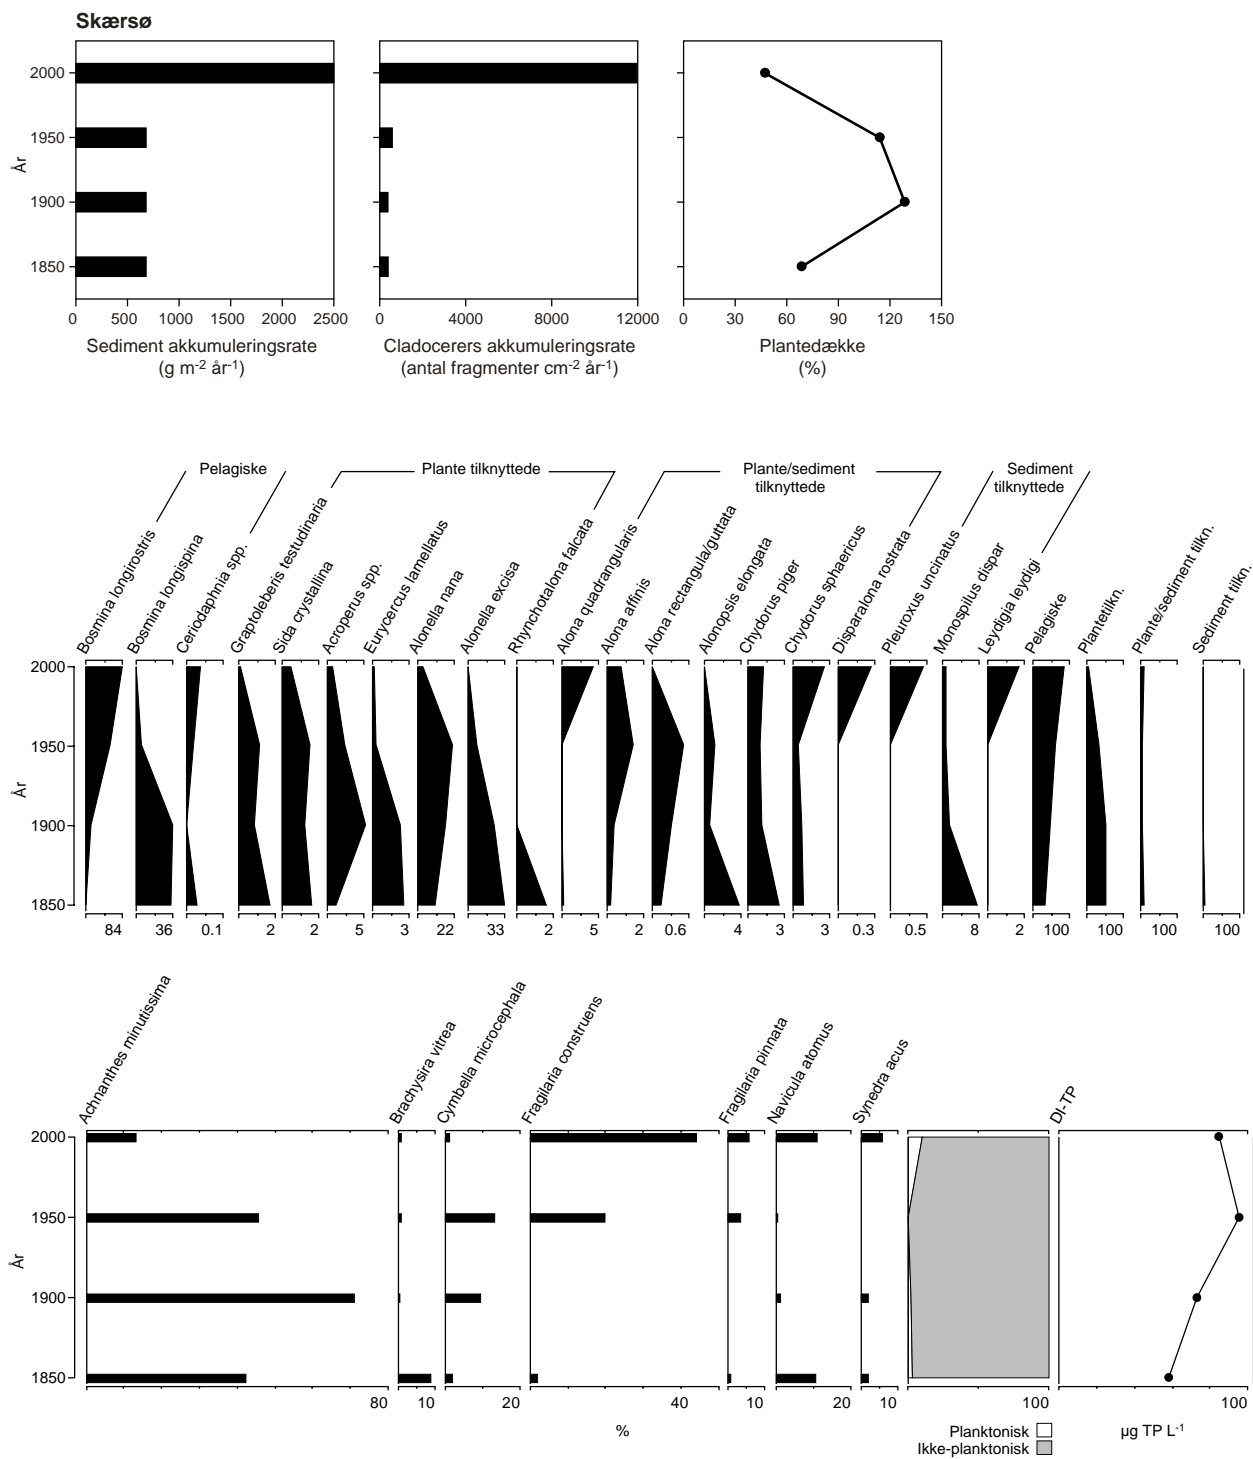 Skærsø
År
2000
1950
1900
1850
0 500 1000 1500 2000 2500
Sediment akkumuleringsrate
(g m-2 år-1)
0 4000 8000 12000
Cladocerers akkumuleringsrate
(antal fragmenter cm-2 år-1)
0 30 60 90 120 150
Plantedække
(%)
Pelagiske
Plante tilknyttede
Plante/sediment
tilknyttede
Sediment
tilknyttede
Bosmina longirostris
Bosmina longispina
Ceriodaphnia spp.
Graptoleberis testudinaria
Sida crystallina
Acroperus spp.
Eurycercus lamellatus
Alonella nana
Alonella excisa
Rhynchotalona falcata
Alona quadrangularis
Alona affinis
Alona rectangula/guttata
Alonopsis elongata
Chydorus piger
Chydorus sphaericus
Disparalona rostrata
Pleuroxus uncinatus
Monospilus dispar
Leydigia leydigi
Pelagiske
Plantetilkn.
Plante/sediment tilkn.
Sediment tilkn.
År
2000
1950
1900
1850
84 36 0.1 2 2 5 3 22 33 2 5 2 0.6 4 3 3 0.3 0.5 8 2 100 100 100 100
Achnanthes minutissima
Brachysira vitrea
Cymbella microcephala
Fragilaria construens
Fragilaria pinnata
Navicula atomus
Synedra acus
DI-TP
År
2000
1950
1900
1850
80 10 20 40 10 20 10 100 100
%
µg TP L-1
Planktonisk
Ikke-planktonisk